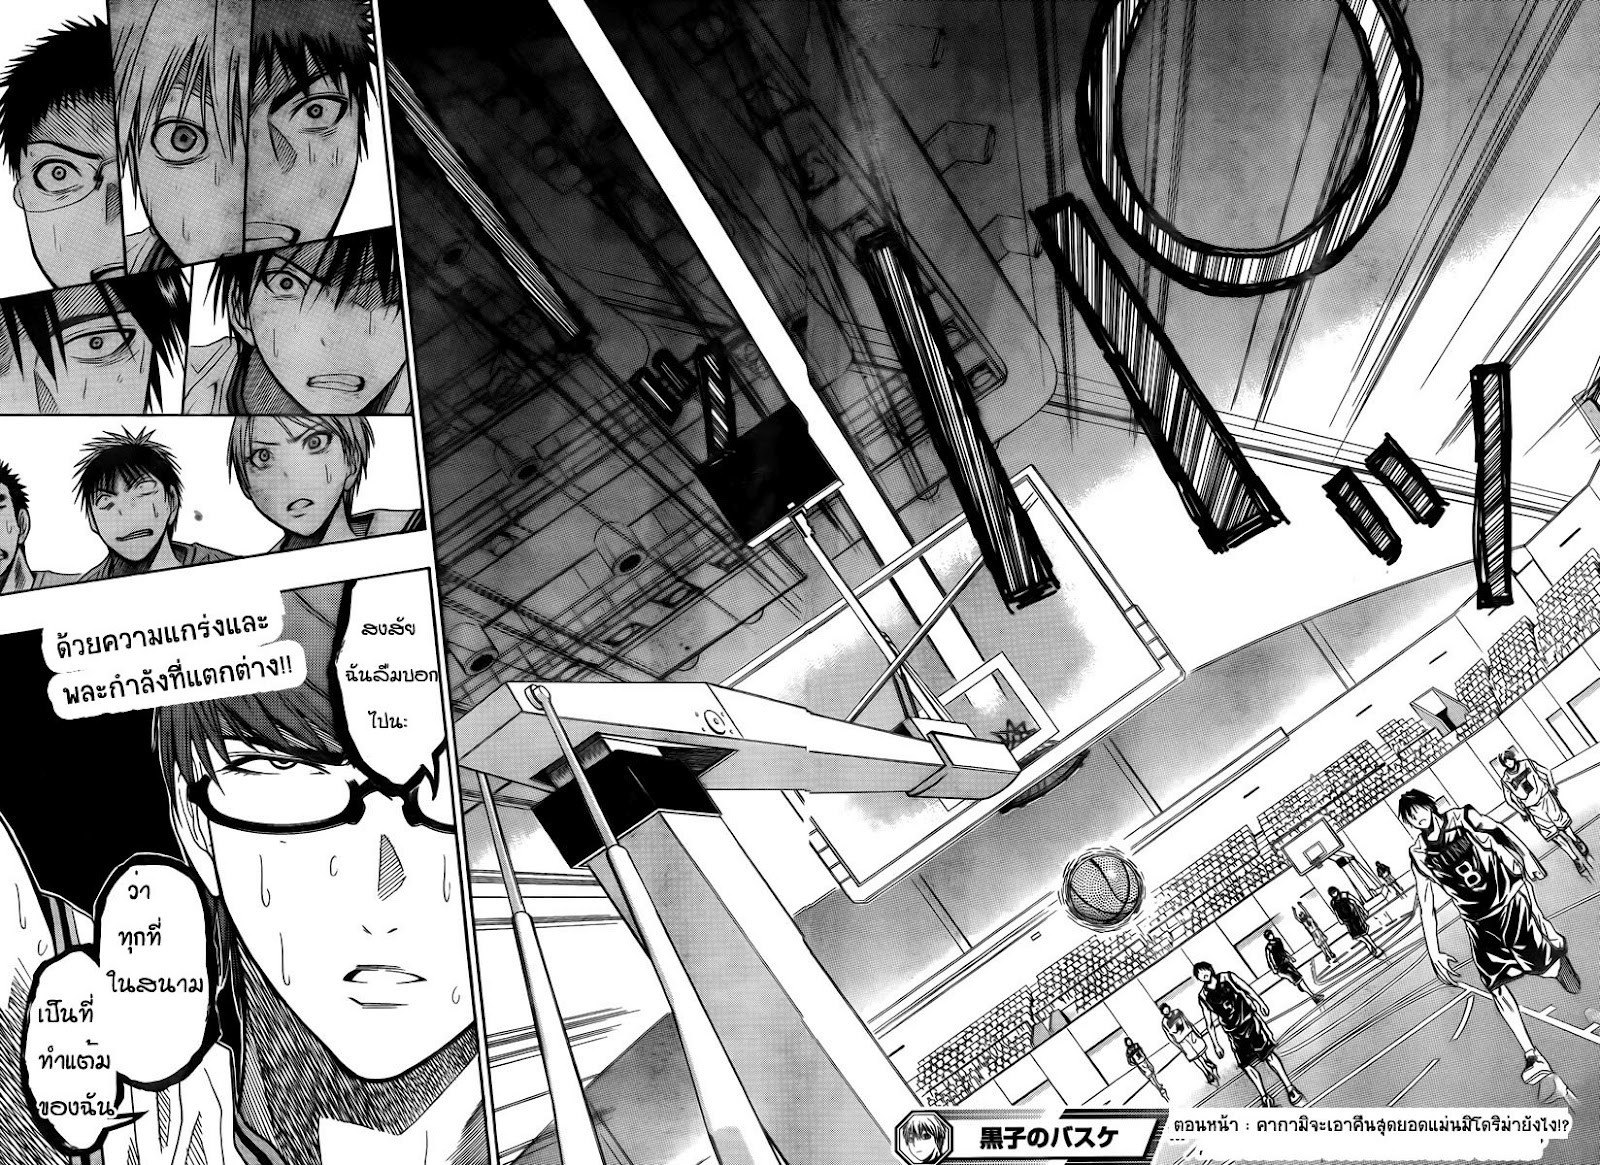 สงสัย
ฉันลืมบอก
ไปนะ
ด้วยความแกร่งและ
พละกำลังที่แตกต่าง!!
ว่า
ทุกที่
ในสนาม
เป็นที่
ทำแต้ม
ของฉัน
8
黒子のバスケ
ตอนหน้า : คากามิจะเอาคืนสุดยอดแม่นมิโดริม่ายังไง!?